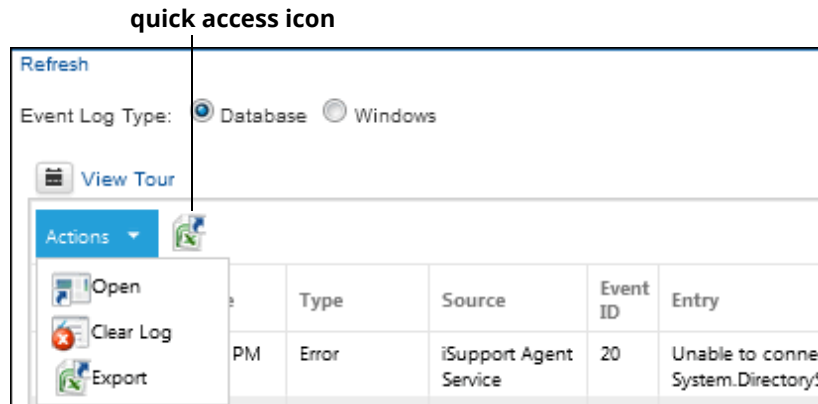 quick access icon
Refresh
Event Log Type: Database Windows
View Tour
Actions
Open
Clear Log
Export
Type Source Event ID Entry
PM Error iSupport Agent Service 20 Unable to conne
System.Directory